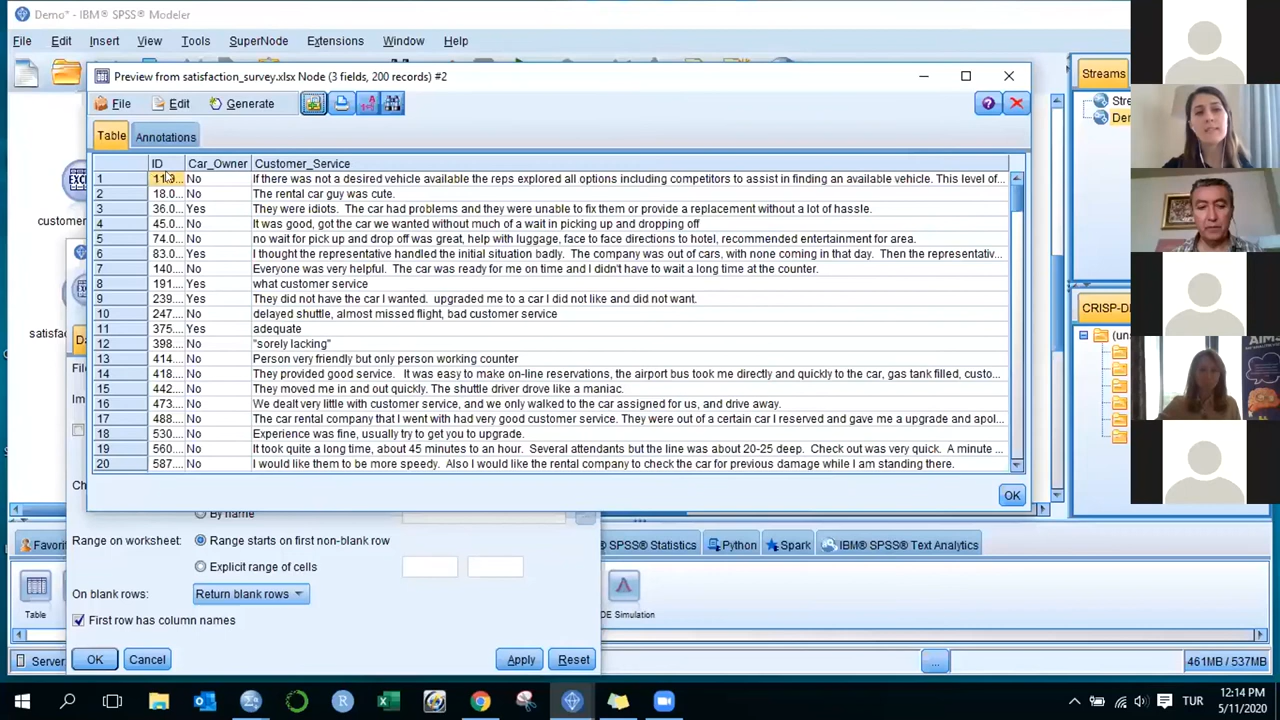 Demo* - IBM® SPSS® Modeler
File Edit Insert View Tools SuperNode Extensions Window Help
Preview from satisfaction_survey.xlsx Node (3 fields, 200 records) #2
Streams
File Edit Generate
Stre
Den
Table Annotations
ID Car_Owner Customer_Service
1 No If there was not a desired vehicle available the reps explored all options including competitors to assist in finding an available vehicle. This level of...
2 18.0... No The rental car guy was cute.
3 36.0... Yes They were idiots. The car had problems and they were unable to fix them or provide a replacement without a lot of hassle.
4 45.0... No It was good, got the car we wanted without much of a wait in picking up and dropping off
5 74.0... No no wait for pick up and drop off was great, help with luggage, face to face directions to hotel, recommended entertainment for area.
6 83.0... Yes I thought the representative handled the initial situation badly. The company was out of cars, with none coming in that day. Then the representativ...
7 140.... No Everyone was very helpful. The car was ready for me on time and I didn't have to wait a long time at the counter.
8 191.... Yes what customer service
9 239.... Yes They did not have the car I wanted. upgraded me to a car I did not like and did not want.
10 247.... No delayed shuttle, almost missed flight, bad customer service
11 375.... Yes adequate
12 398.... No "sorely lacking"
13 414.... No Person very friendly but only person working counter
14 418.... No They provided good service. It was easy to make on-line reservations, the airport bus took me directly and quickly to the car, gas tank filled, custo...
15 442.... No They moved me in and out quickly. The shuttle driver drove like a maniac.
16 473.... No We dealt very little with customer service, and we only walked to the car assigned for us, and drive away.
17 488.... No The car rental company that I went with had very good customer service. They were out of a certain car I reserved and gave me a upgrade and apol...
18 530.... No Experience was fine, usually try to get you to upgrade.
19 560.... No It took quite a long time, about 45 minutes to an hour. Several attendants but the line was about 20-25 deep. Check out was very quick. A minute ...
20 587.... No I would like them to be more speedy. Also I would like the rental company to check the car for previous damage while I am standing there.
custome
satisfac
CRISP-D
(uns
AIMS
OK
By name
Range on worksheet: Range starts on first non-blank row
Explicit range of cells
On blank rows: Return blank rows
First row has column names
OK Cancel Apply Reset
Favorit
IBM® SPSS® Statistics Python Spark IBM® SPSS® Text Analytics
Table
DE Simulation
Server
... 461MB / 537MB
TUR
12:14 PM
5/11/2020